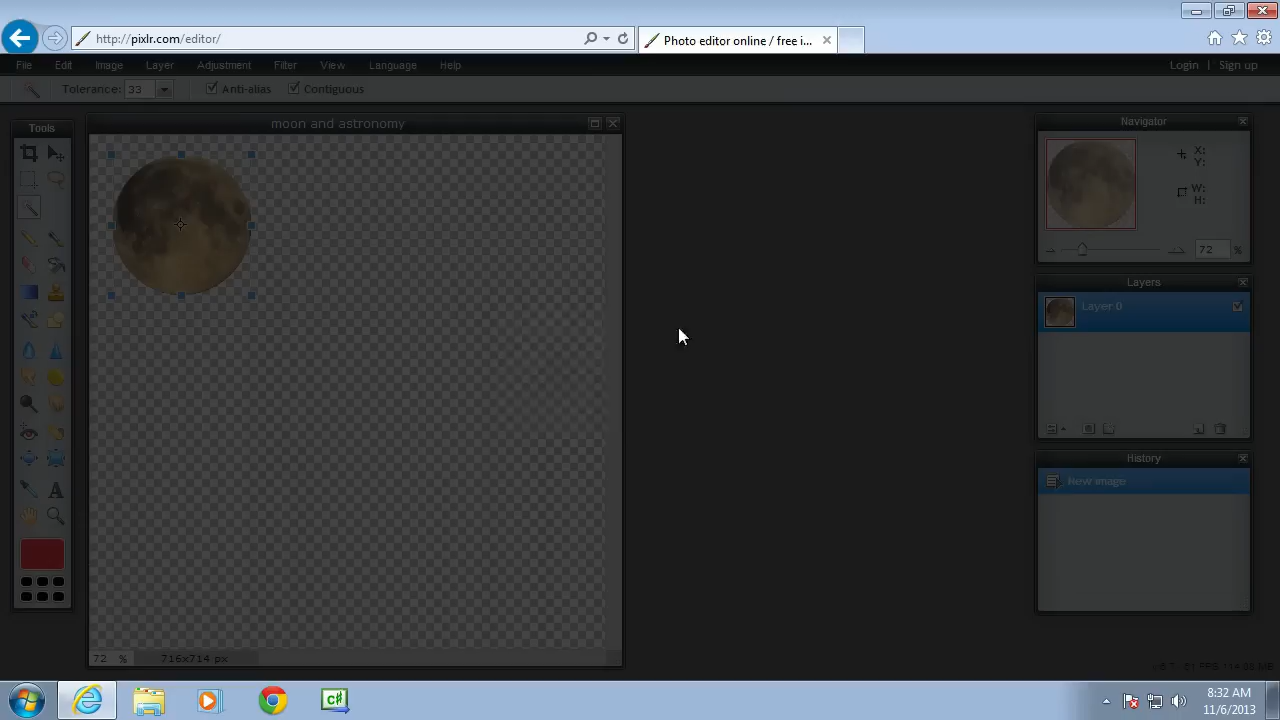 http://pixlr.com/editor/
Photo editor online / free i...
File Edit Image Layer Adjustment Filter View Language Help Login | Sign up
Tolerance: 33 Anti-alias Contiguous
Tools
moon and astronomy
Navigator
X:
Y:
W:
H:
72 %
Layers
Layer 0
History
New image
72 % 716x714 px
8:32 AM
11/6/2013